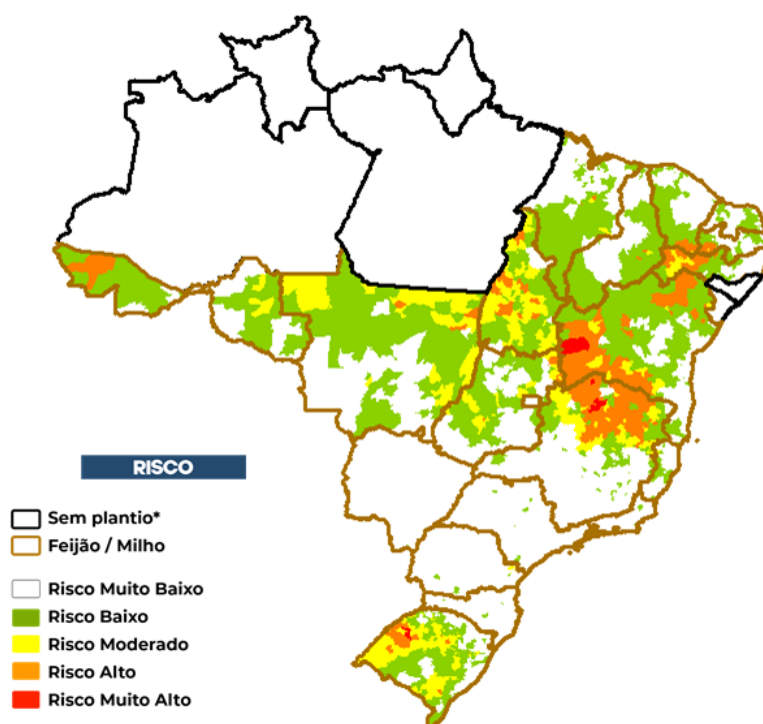 RISCO
Sem plantio*
Feijão / Milho
Risco Muito Baixo
Risco Baixo
Risco Moderado
Risco Alto
Risco Muito Alto